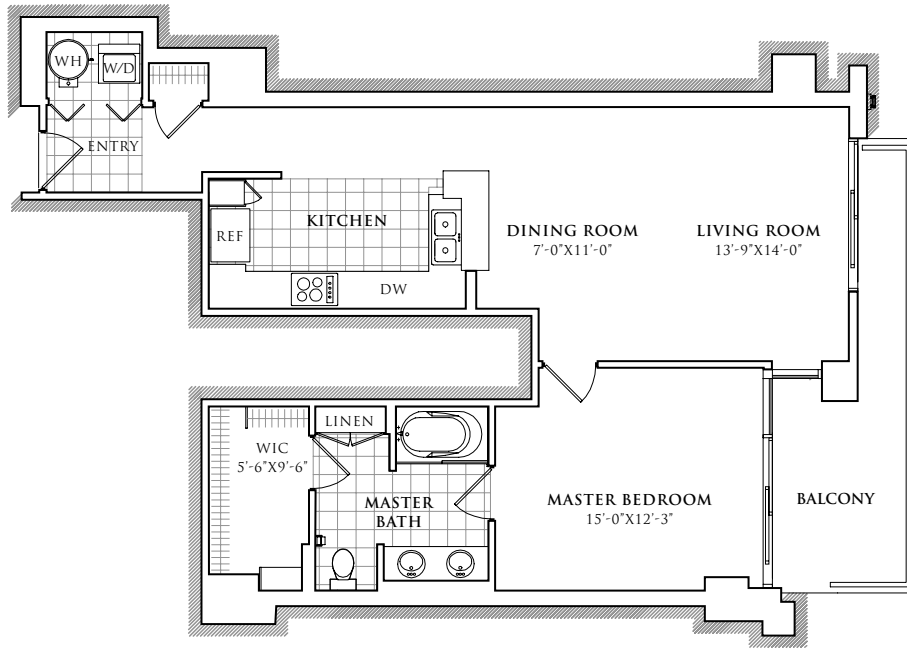 WH
W/D
ENTRY
KITCHEN
REF
DW
DINING ROOM
7'-0"X11'-0"
LIVING ROOM
13'-9"X14'-0"
LINEN
WIC
5'-6"X9'-6"
MASTER
BATH
MASTER BEDROOM
15'-0"X12'-3"
BALCONY